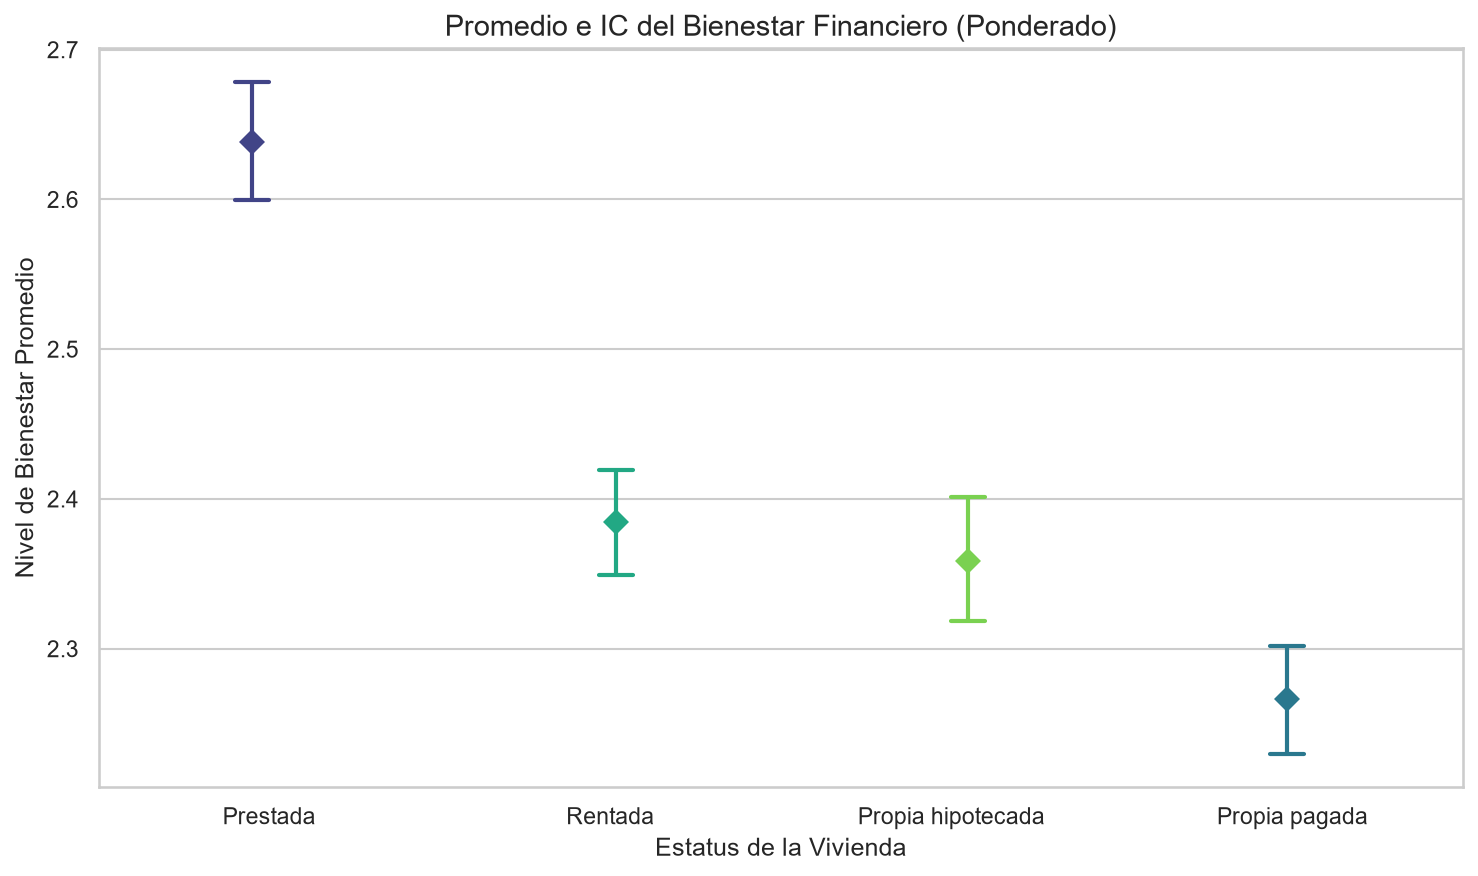 Promedio e IC del Bienestar Financiero (Ponderado)
Nivel de Bienestar Promedio
2.7
2.6
2.5
2.4
2.3
Prestada
Rentada
Propia hipotecada
Propia pagada
Estatus de la Vivienda